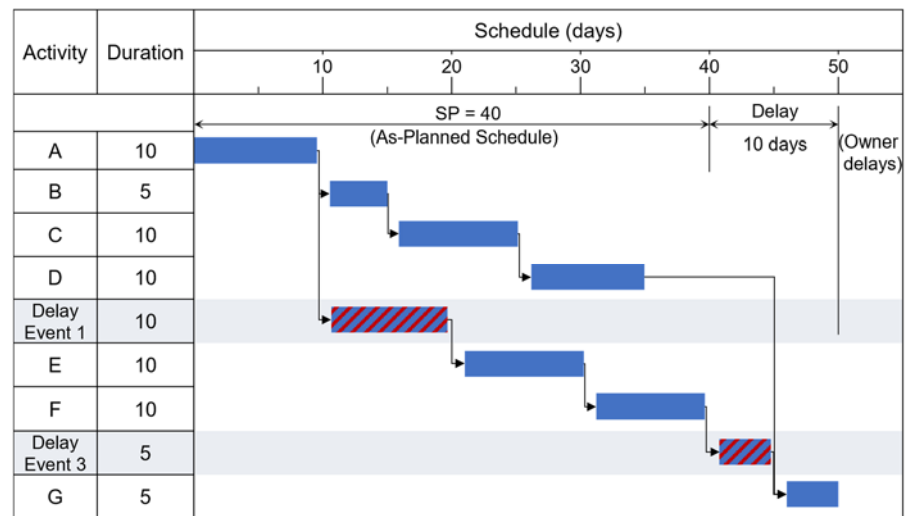 Activity Duration Schedule (days)
10 20 30 40 50
SP = 40
(As-Planned Schedule)
Delay
10 days
(Owner
delays)
A 10
B 5
C 10
D 10
Delay
Event 1 10
E 10
F 10
Delay
Event 3 5
G 5